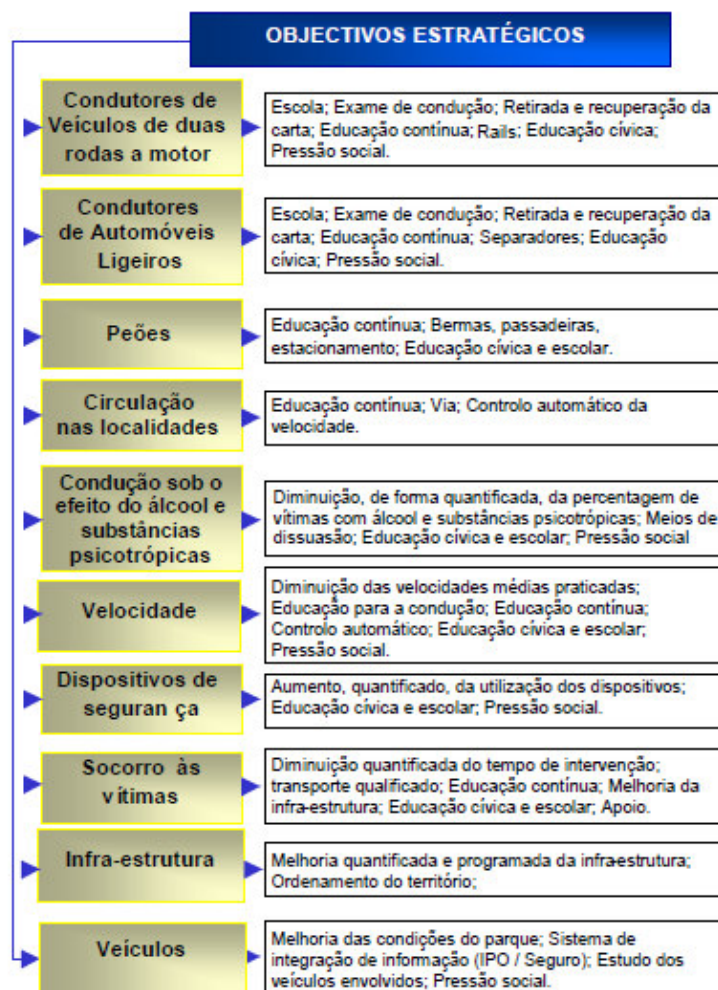 OBJECTIVOS ESTRATÉGICOS
Condutores de
Veículos de duas
rodas a motor
Escola; Exame de condução; Retirada e recuperação da
carta; Educação contínua; Rails; Educação cívica;
Pressão social.
Condutores
de Automóveis
Ligeiros
Escola; Exame de condução; Retirada e recuperação da
carta; Educação contínua; Separadores; Educação
cívica; Pressão social.
Peões
Educação contínua; Bermas, passadeiras,
estacionamento; Educação cívica e escolar.
Circulação
nas localidades
Educação contínua; Via; Controlo automático da
velocidade.
Condução sob o
efeito do álcool e
substâncias
psicotrópicas
Diminuição, de forma quantificada, da percentagem de
vítimas com álcool e substâncias psicotrópicas; Meios de
dissuasão; Educação cívica e escolar; Pressão social
Velocidade
Diminuição das velocidades médias praticadas;
Educação para a condução; Educação contínua;
Controlo automático; Educação cívica e escolar;
Pressão social.
Dispositivos de
seguran ça
Aumento, quantificado, da utilização dos dispositivos;
Educação cívica e escolar; Pressão social.
Socorro às
vítimas
Diminuição quantificada do tempo de intervenção;
transporte qualificado; Educação contínua; Melhoria da
infra-estrutura; Educação cívica e escolar; Apoio.
Infra-estrutura
Melhoria quantificada e programada da infra-estrutura;
Ordenamento do território;
Veículos
Melhoria das condições do parque; Sistema de
integração de informação (IPO / Seguro); Estudo dos
veículos envolvidos; Pressão social.